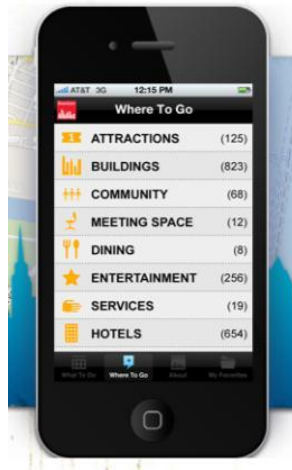 AT&T 3G 12:15 PM
Where To Go
ATTRACTIONS (125)
BUILDINGS (823)
COMMUNITY (68)
MEETING SPACE (12)
DINING (8)
ENTERTAINMENT (256)
SERVICES (19)
HOTELS (654)
What To Do Where To Go About My Favorites